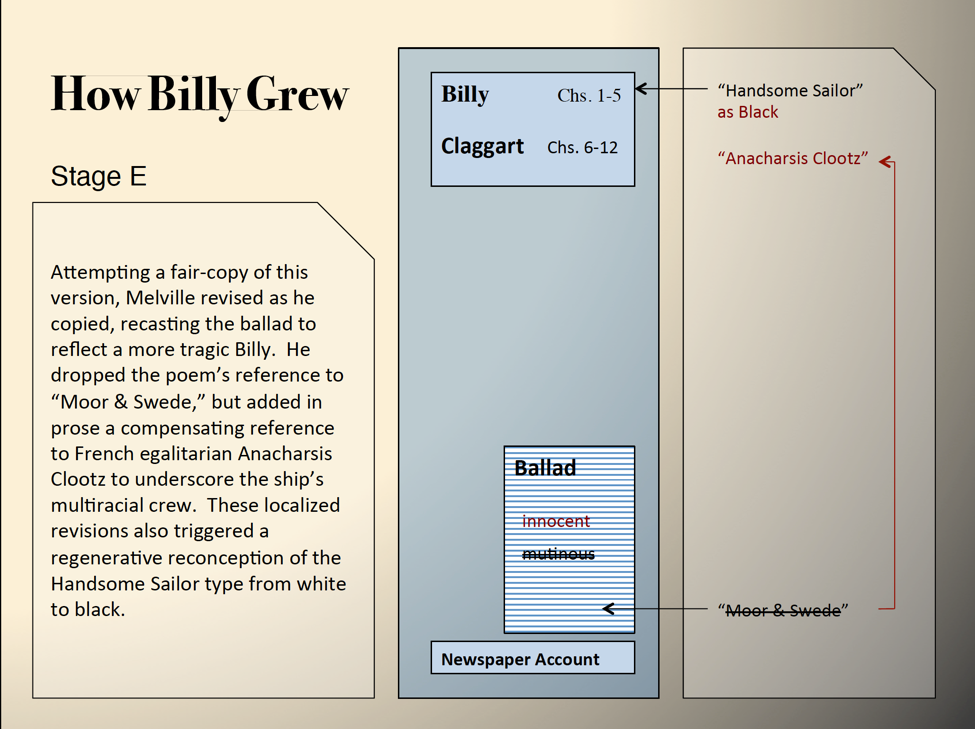 How Billy Grew
Stage E
Attempting a fair-copy of this
version, Melville revised as he
copied, recasting the ballad to
reflect a more tragic Billy.  He
dropped the poem’s reference to
“Moor & Swede,” but added in
prose a compensating reference
to French egalitarian Anacharsis
Clootz to underscore the ship’s
multiracial crew.  These localized
revisions also triggered a
regenerative reconception of the
Handsome Sailor type from white
to black.
Billy Chs. 1-5
Claggart Chs. 6-12
Ballad
innocent
mutinous
Newspaper Account
“Handsome Sailor”
as Black
“Anacharsis Clootz”
“Moor & Swede”